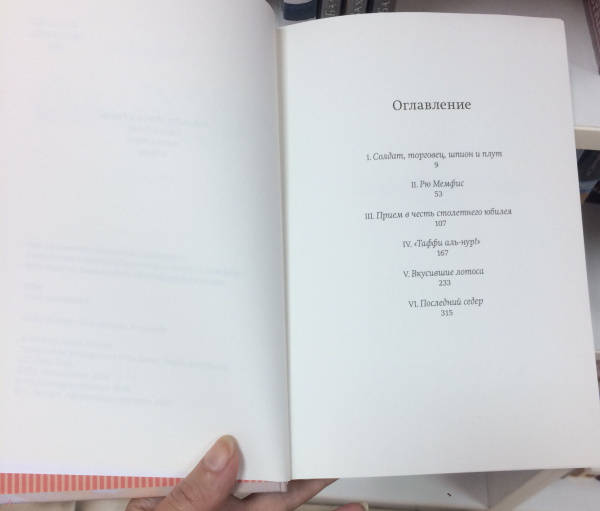 Оглавление
I. Солдат, торговец, шпион и плут
9
II. Рю Мемфис
53
III. Прием в честь столетнего юбилея
107
IV. «Таффи аль-нур!»
167
V. Вкусившие лотоса
233
VI. Последний седер
315